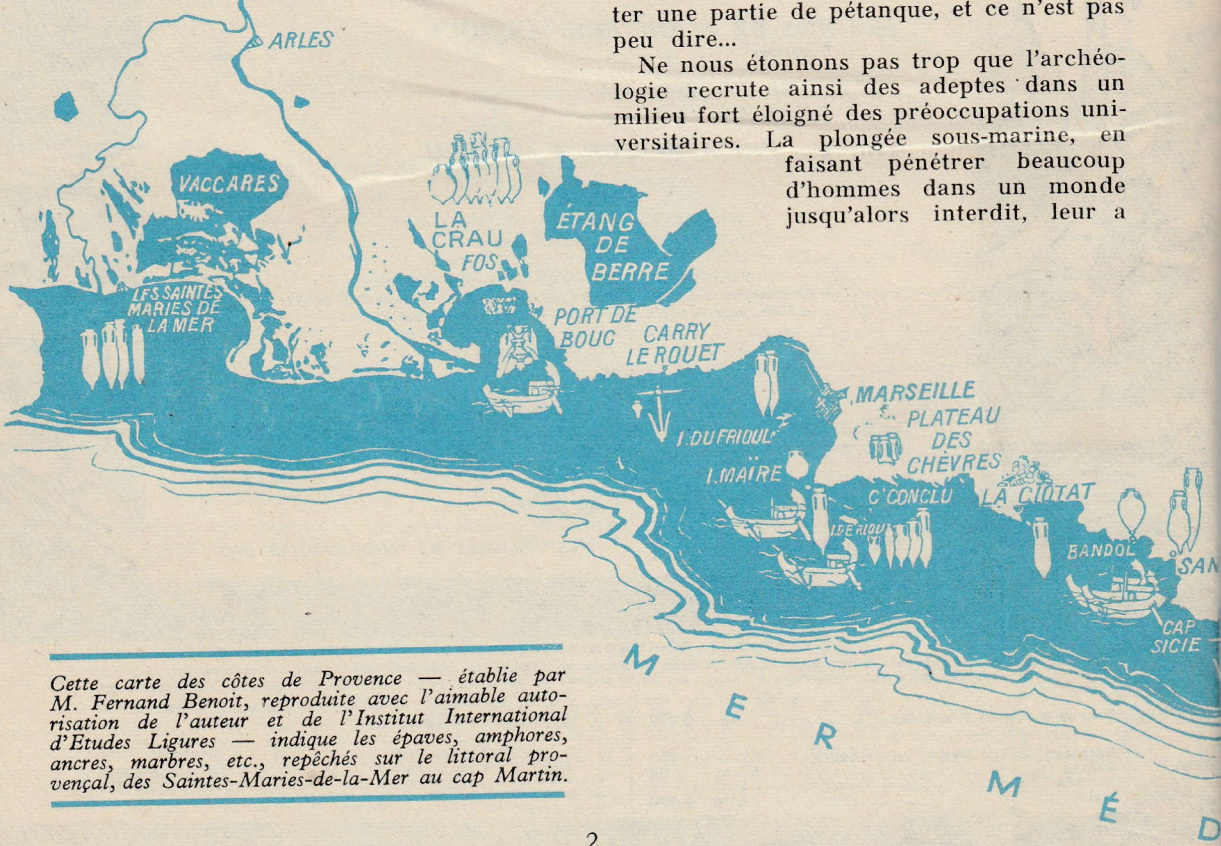 ter une partie de pétanque, et ce n'est pas
peu dire...
Ne nous étonnons pas trop que l'archéo-
logie recrute ainsi des adeptes dans un
milieu fort éloigné des préoccupations uni-
versitaires. La plongée sous-marine, en
faisant pénétrer beaucoup
d'hommes dans un monde
jusqu'alors interdit, leur a
ARLES
VACCARES
LA
CRAU
FOS
ÉTANG
DE
BERRE
LES SAINTES
MARIES DE
LA MER
PORT DE
BOUC
CARRY
LE ROUET
MARSEILLE
PLATEAU
DES
CHÈVRES
I. DU FRIOUL
I. MAÏRE
C. CONCLU
LA CIOTAT
I. DE RIOU
BANDOL
SAN
CAP
SICIE
MER MÉD
Cette carte des côtes de Provence — établie par
M. Fernand Benoit, reproduite avec l'aimable auto-
risation de l'auteur et de l'Institut International
d'Etudes Ligures — indique les épaves, amphores,
ancres, marbres, etc., repêchés sur le littoral pro-
vençal, des Saintes-Maries-de-la-Mer au cap Martin.
2